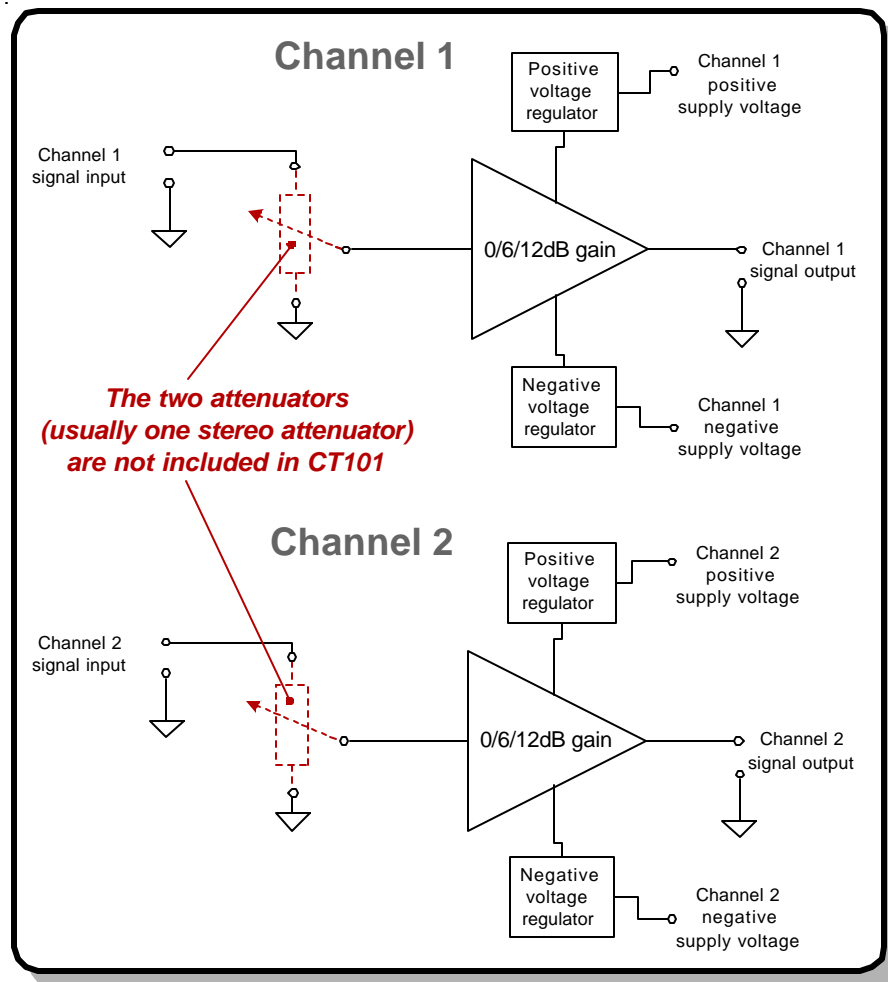 Channel 1
Positive
voltage
regulator
Channel 1
positive
supply voltage
Channel 1
signal input
0/6/12dB gain
Channel 1
signal output
The two attenuators
(usually one stereo attenuator)
are not included in CT101
Negative
voltage
regulator
Channel 1
negative
supply voltage
Channel 2
Positive
voltage
regulator
Channel 2
positive
supply voltage
Channel 2
signal input
0/6/12dB gain
Channel 2
signal output
Negative
voltage
regulator
Channel 2
negative
supply voltage